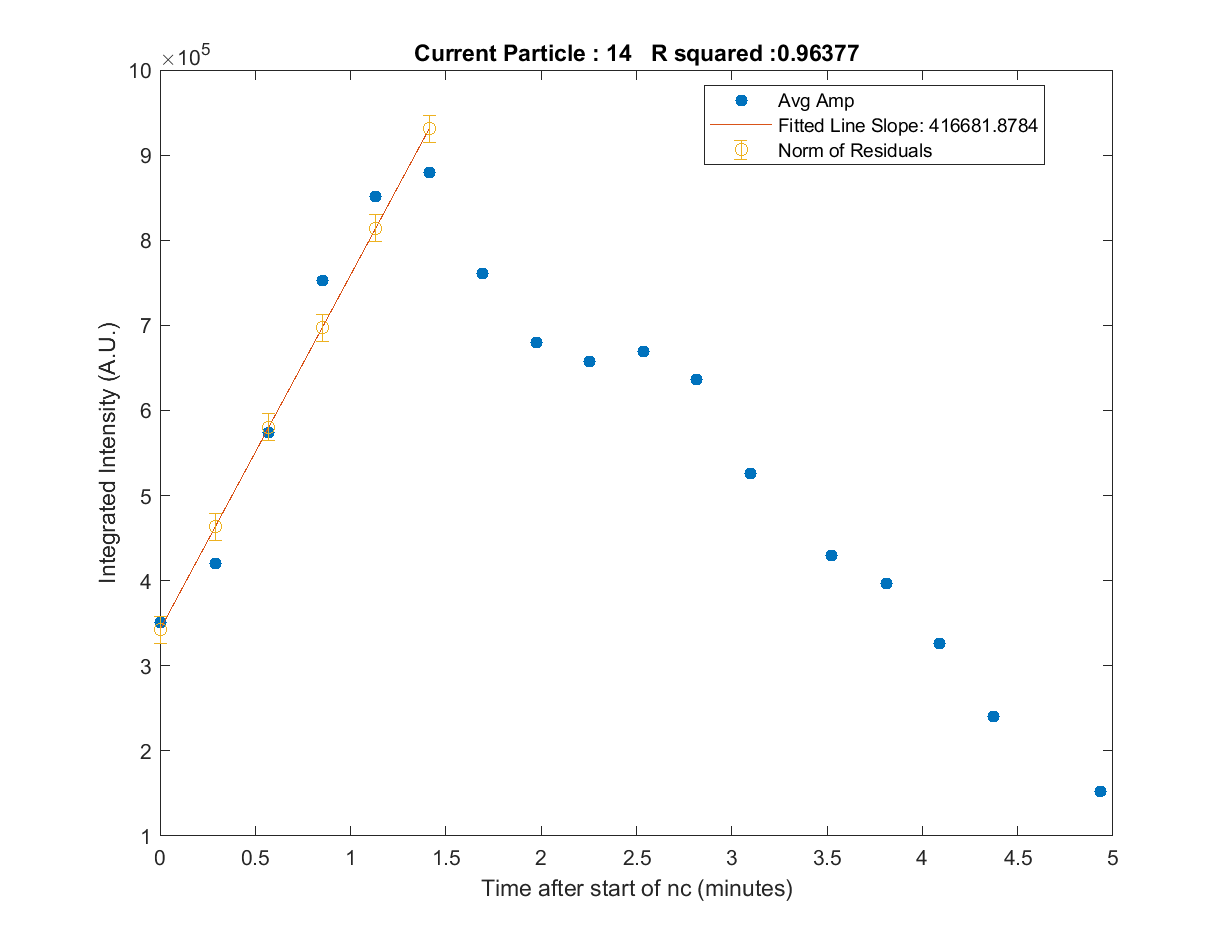 Current Particle : 14 R squared :0.96377
×10^5
10
9
8
7
6
5
4
3
2
1
0 0.5 1 1.5 2 2.5 3 3.5 4 4.5 5
Integrated Intensity (A.U.)
Time after start of nc (minutes)
Avg Amp
Fitted Line Slope: 416681.8784
Norm of Residuals